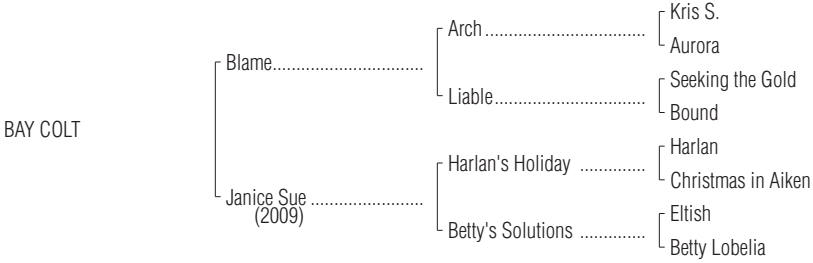 Kris S.
Arch ................................
Aurora
Blame..............................
Seeking the Gold
Liable..............................
Bound
BAY COLT
Harlan
Harlan's Holiday .............
Christmas in Aiken
Janice Sue ......................
(2009)
Eltish
Betty's Solutions .............
Betty Lobelia